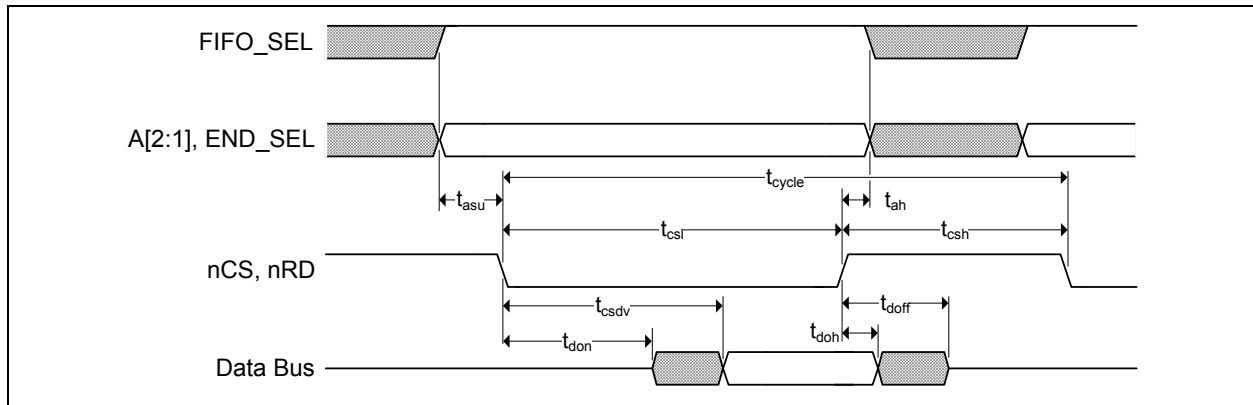 FIFO_SEL
A[2:1], END_SEL
tcycle
tasu
tah
tcsl
tcsh
nCS, nRD
tcsdv
tdoff
tdon
tdoh
Data Bus